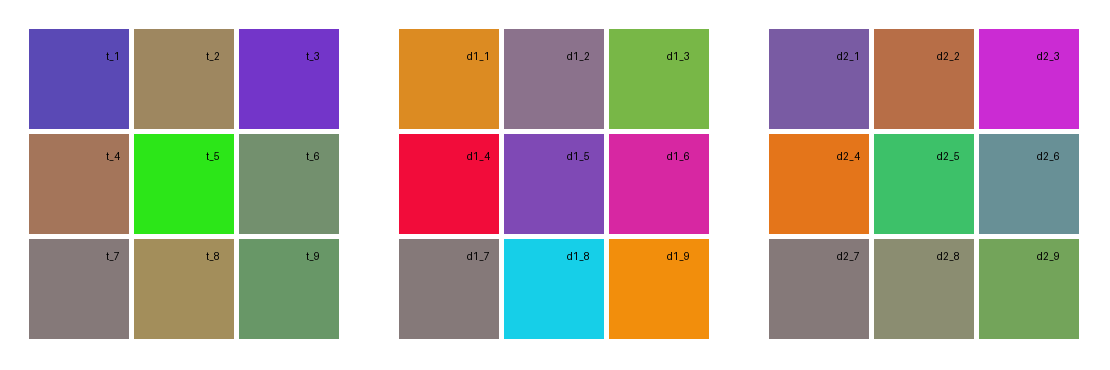 t_1 t_2 t_3 d1_1 d1_2 d1_3 d2_1 d2_2 d2_3
t_4 t_5 t_6 d1_4 d1_5 d1_6 d2_4 d2_5 d2_6
t_7 t_8 t_9 d1_7 d1_8 d1_9 d2_7 d2_8 d2_9